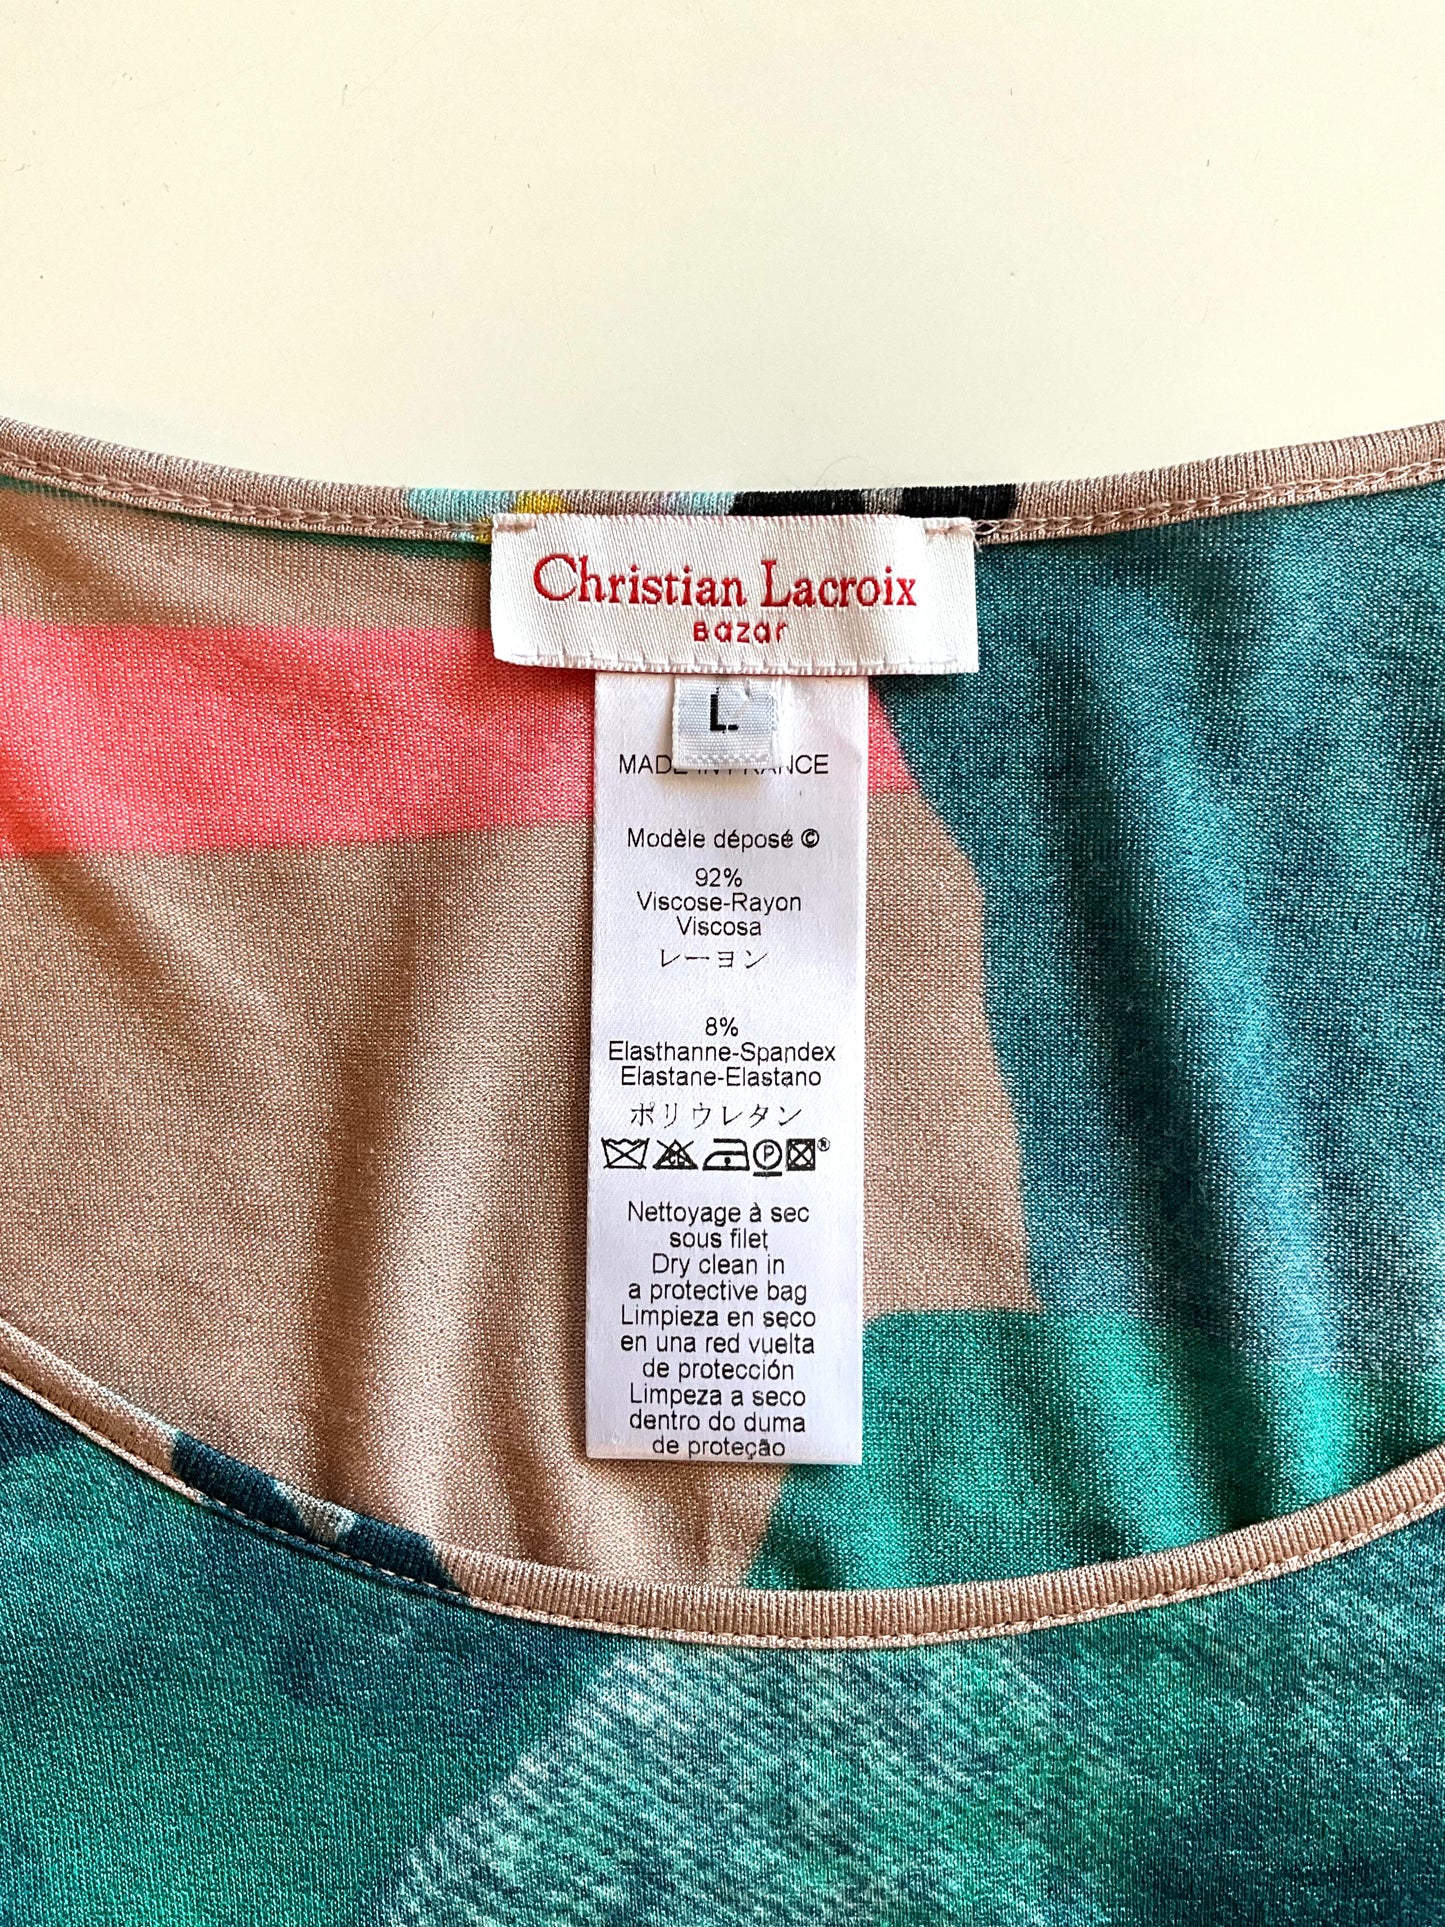 Christian Lacroix
Bazar
L
MADE IN FRANCE
Modèle déposé ©
92%
Viscose-Rayon
Viscosa
レーヨン
8%
Elasthanne-Spandex
Elastane-Elastano
ポリウレタン
Nettoyage à sec
sous filet
Dry clean in
a protective bag
Limpieza en seco
en una red vuelta
de protección
Limpeza a seco
dentro do duma
de proteção